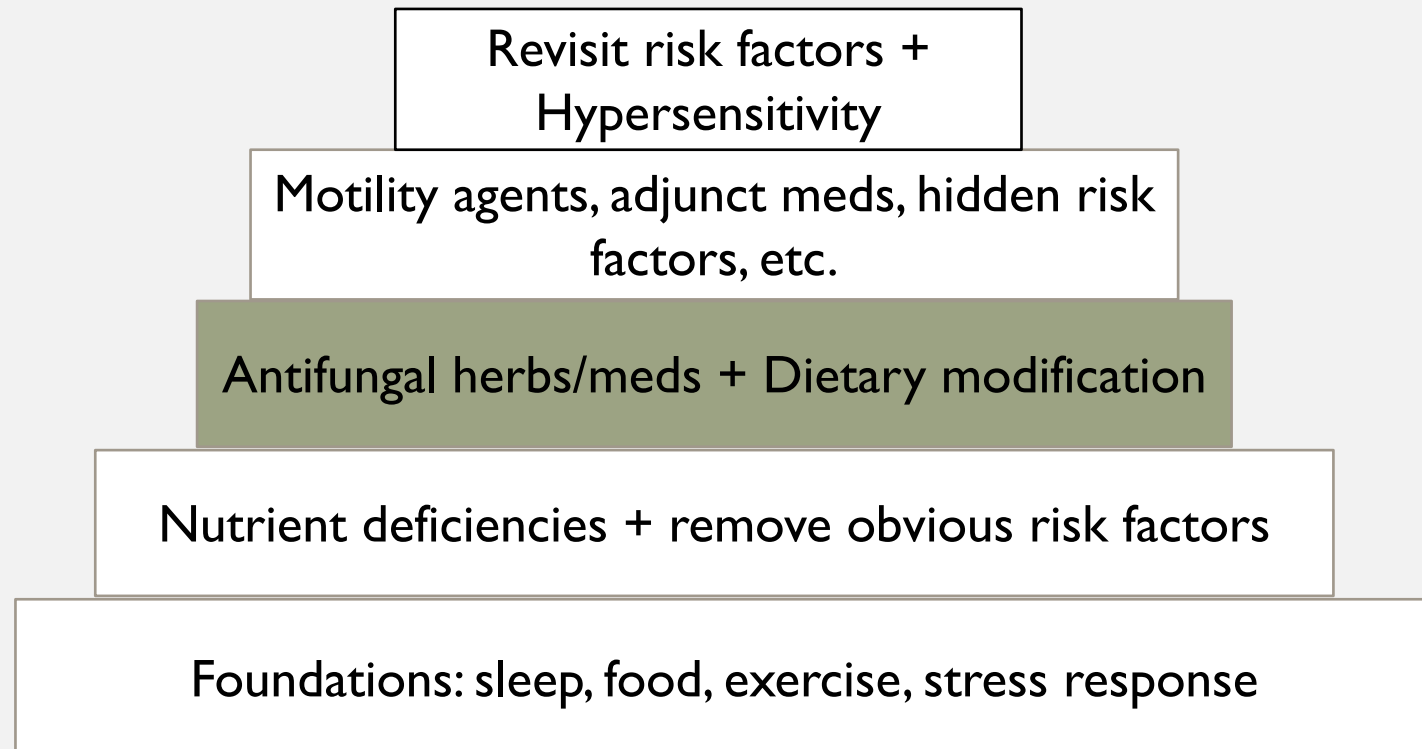 Revisit risk factors +
Hypersensitivity
Motility agents, adjunct meds, hidden risk
factors, etc.
Antifungal herbs/meds + Dietary modification
Nutrient deficiencies + remove obvious risk factors
Foundations: sleep, food, exercise, stress response